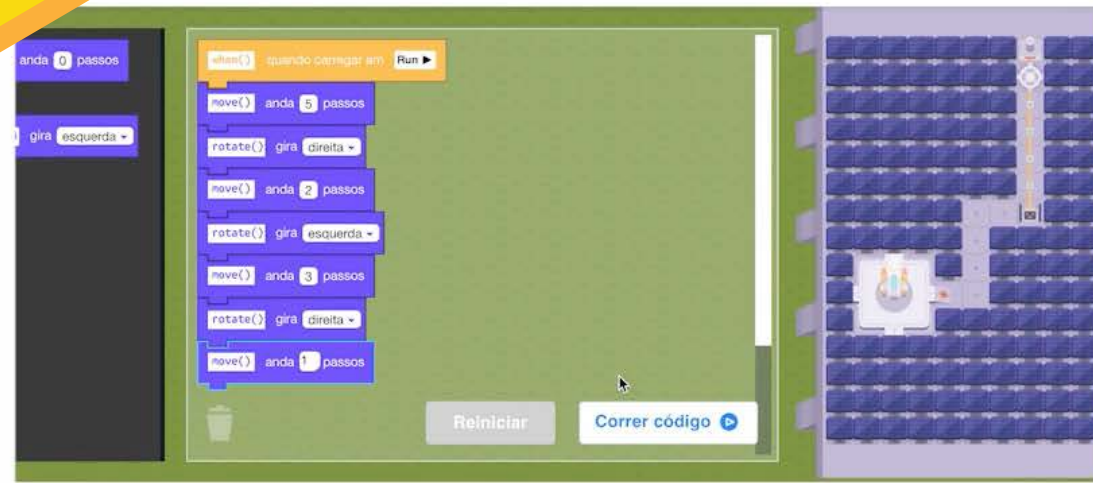 anda 0 passos
gira esquerda
when() quando carregar em Run
move() anda 5 passos
rotate() gira direita
move() anda 2 passos
rotate() gira esquerda
move() anda 3 passos
rotate() gira direita
move() anda 1 passos
Reiniciar
Correr código